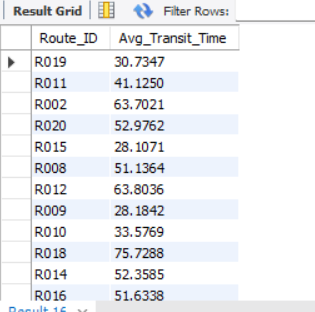 Result Grid Filter Rows:
Route_ID Avg_Transit_Time
R019 30.7347
R011 41.1250
R002 63.7021
R020 52.9762
R015 28.1071
R008 51.1364
R012 63.8036
R009 28.1842
R010 33.5769
R018 75.7288
R014 52.3585
R016 51.6338
Result 16